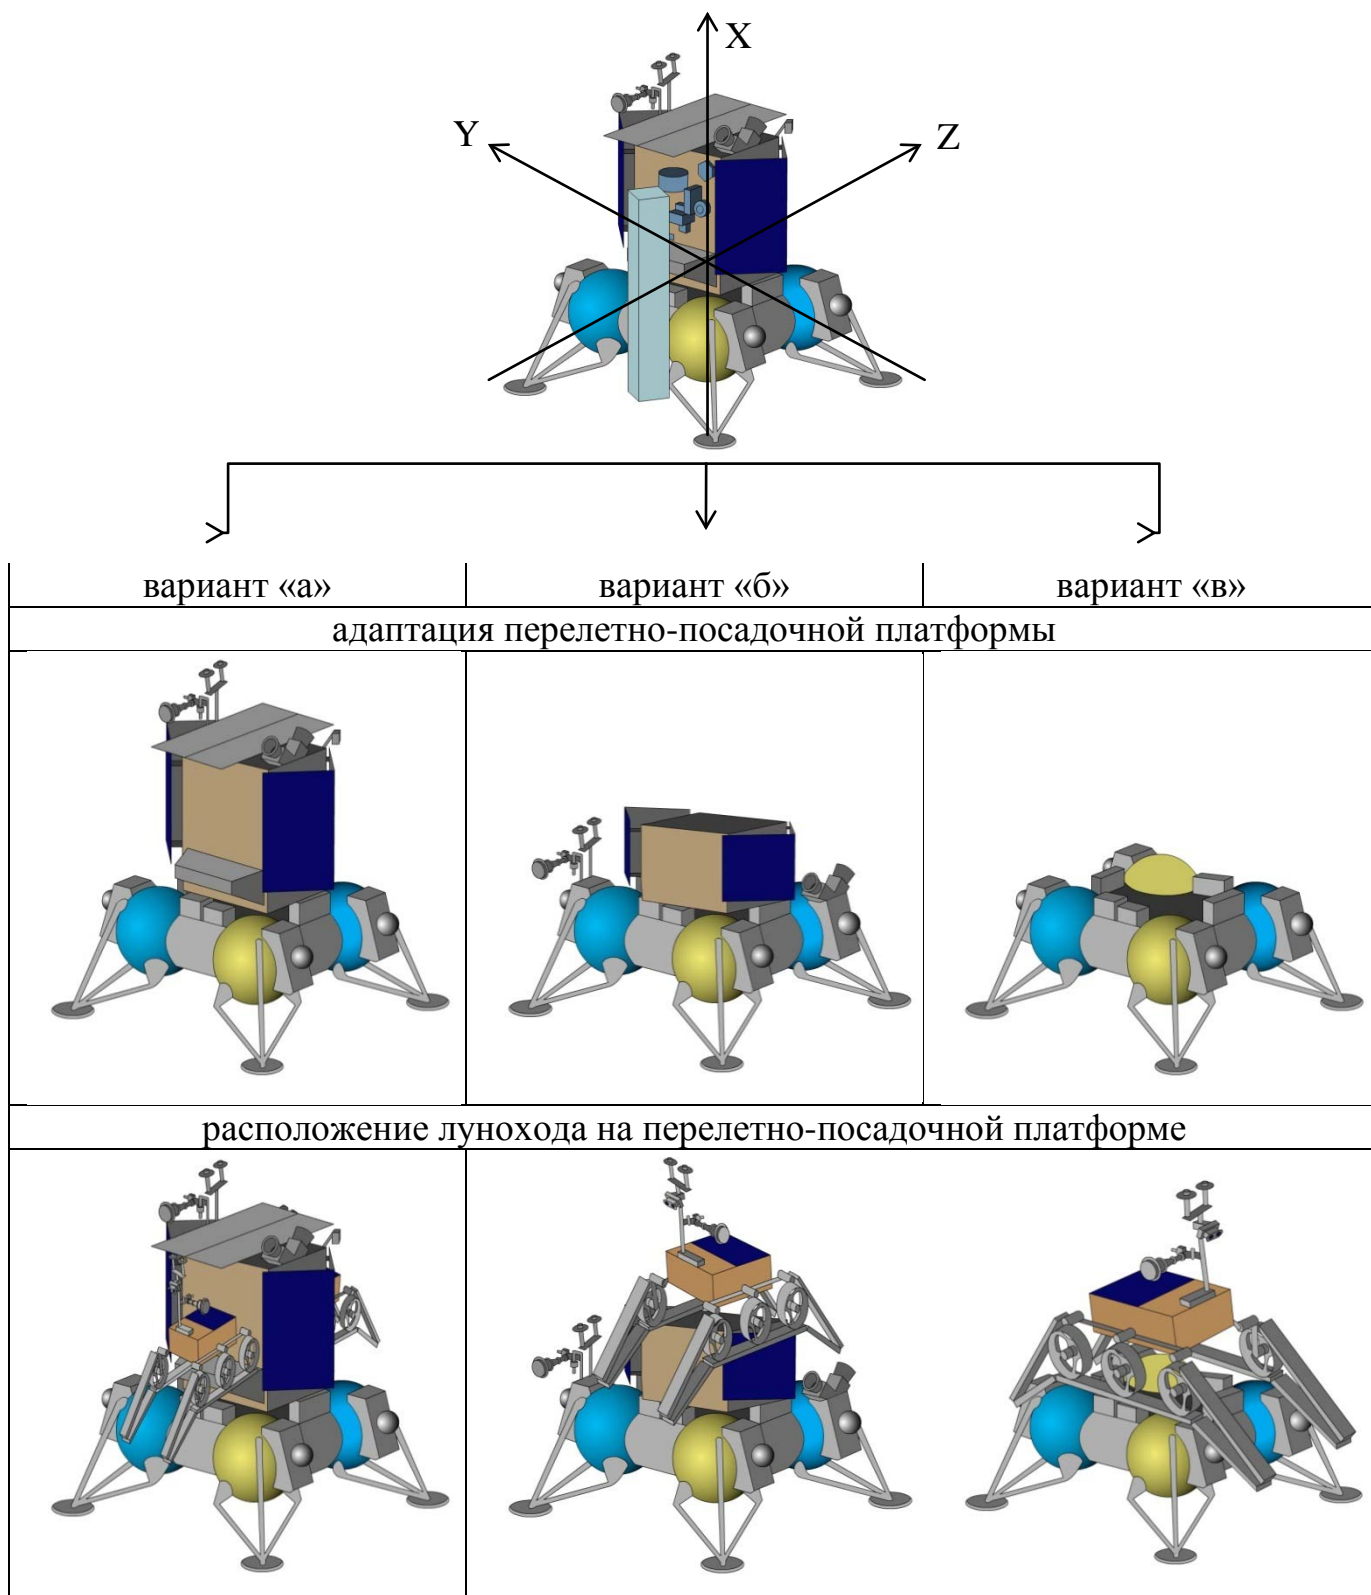 X
Y
Z
вариант «а»
вариант «б»
вариант «в»
адаптация перелетно-посадочной платформы
расположение лунохода на перелетно-посадочной платформе